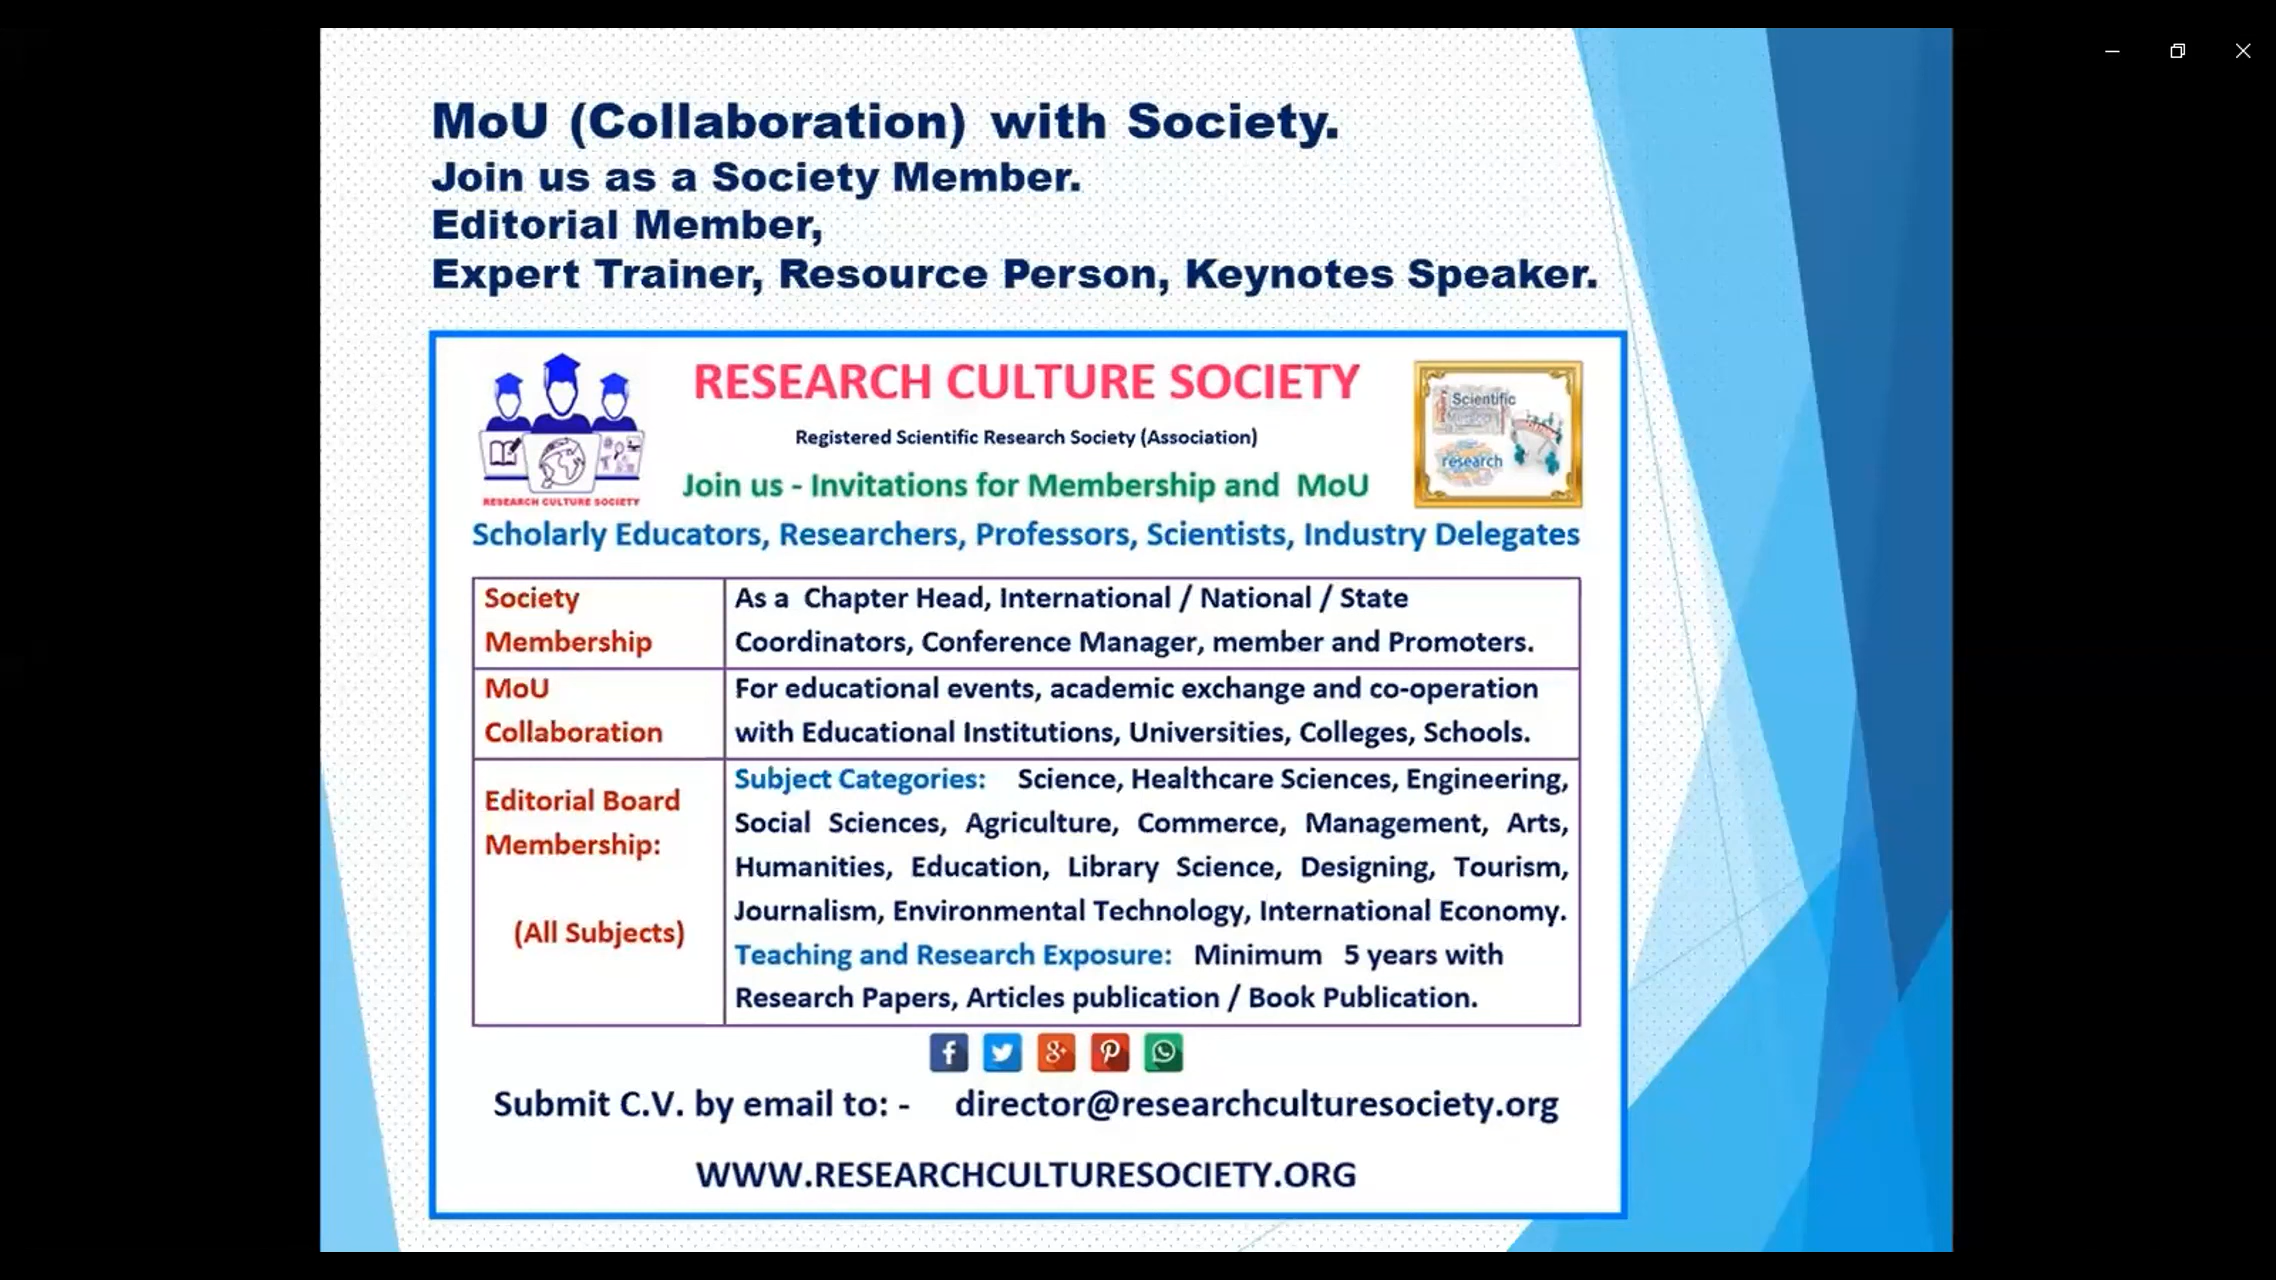 MoU (Collaboration) with Society.
Join us as a Society Member.
Editorial Member,
Expert Trainer, Resource Person, Keynotes Speaker.
RESEARCH CULTURE SOCIETY
Registered Scientific Research Society (Association)
Join us - Invitations for Membership and MoU
RESEARCH CULTURE SOCIETY
Scientific
research
Scholarly Educators, Researchers, Professors, Scientists, Industry Delegates
Society
Membership
As a Chapter Head, International / National / State
Coordinators, Conference Manager, member and Promoters.
MoU
Collaboration
For educational events, academic exchange and co-operation
with Educational Institutions, Universities, Colleges, Schools.
Editorial Board
Membership:
(All Subjects)
Subject Categories: Science, Healthcare Sciences, Engineering,
Social Sciences, Agriculture, Commerce, Management, Arts,
Humanities, Education, Library Science, Designing, Tourism,
Journalism, Environmental Technology, International Economy.
Teaching and Research Exposure: Minimum 5 years with
Research Papers, Articles publication / Book Publication.
Submit C.V. by email to: - director@researchculturesociety.org
WWW.RESEARCHCULTURESOCIETY.ORG